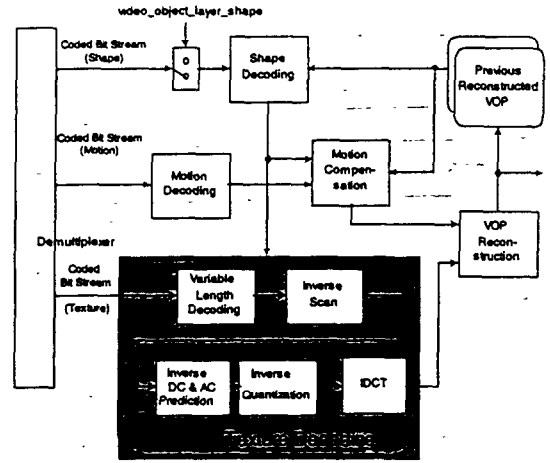 video_object_layer_shape
Coded Bit Stream
(Shape)
Shape
Decoding
Previous
Reconstructed
VOP
Coded Bit Stream
(Motion)
Motion
Decoding
Motion
Compen-
sation
VOP
Recon-
struction
Demultiplexer
Coded
Bit Stream
(Texture)
Variable
Length
Decoding
Inverse
Scan
Inverse
DC & AC
Prediction
Inverse
Quantization
IDCT
Texture